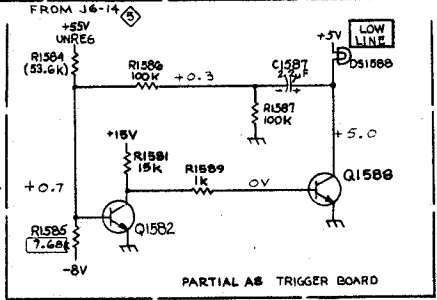 FROM J6-14 5
+55V
UNREG
R1584
(53.6K)
R1586
100K
+0.3
C1587
2.2µF
- +
+5V
LOW
LINE
DS1588
R1587
100K
+15V
R1581
15K
R1589
1K
0V
+5.0
Q1588
+0.7
R1585
7.68K
Q1582
-8V
PARTIAL A8 TRIGGER BOARD